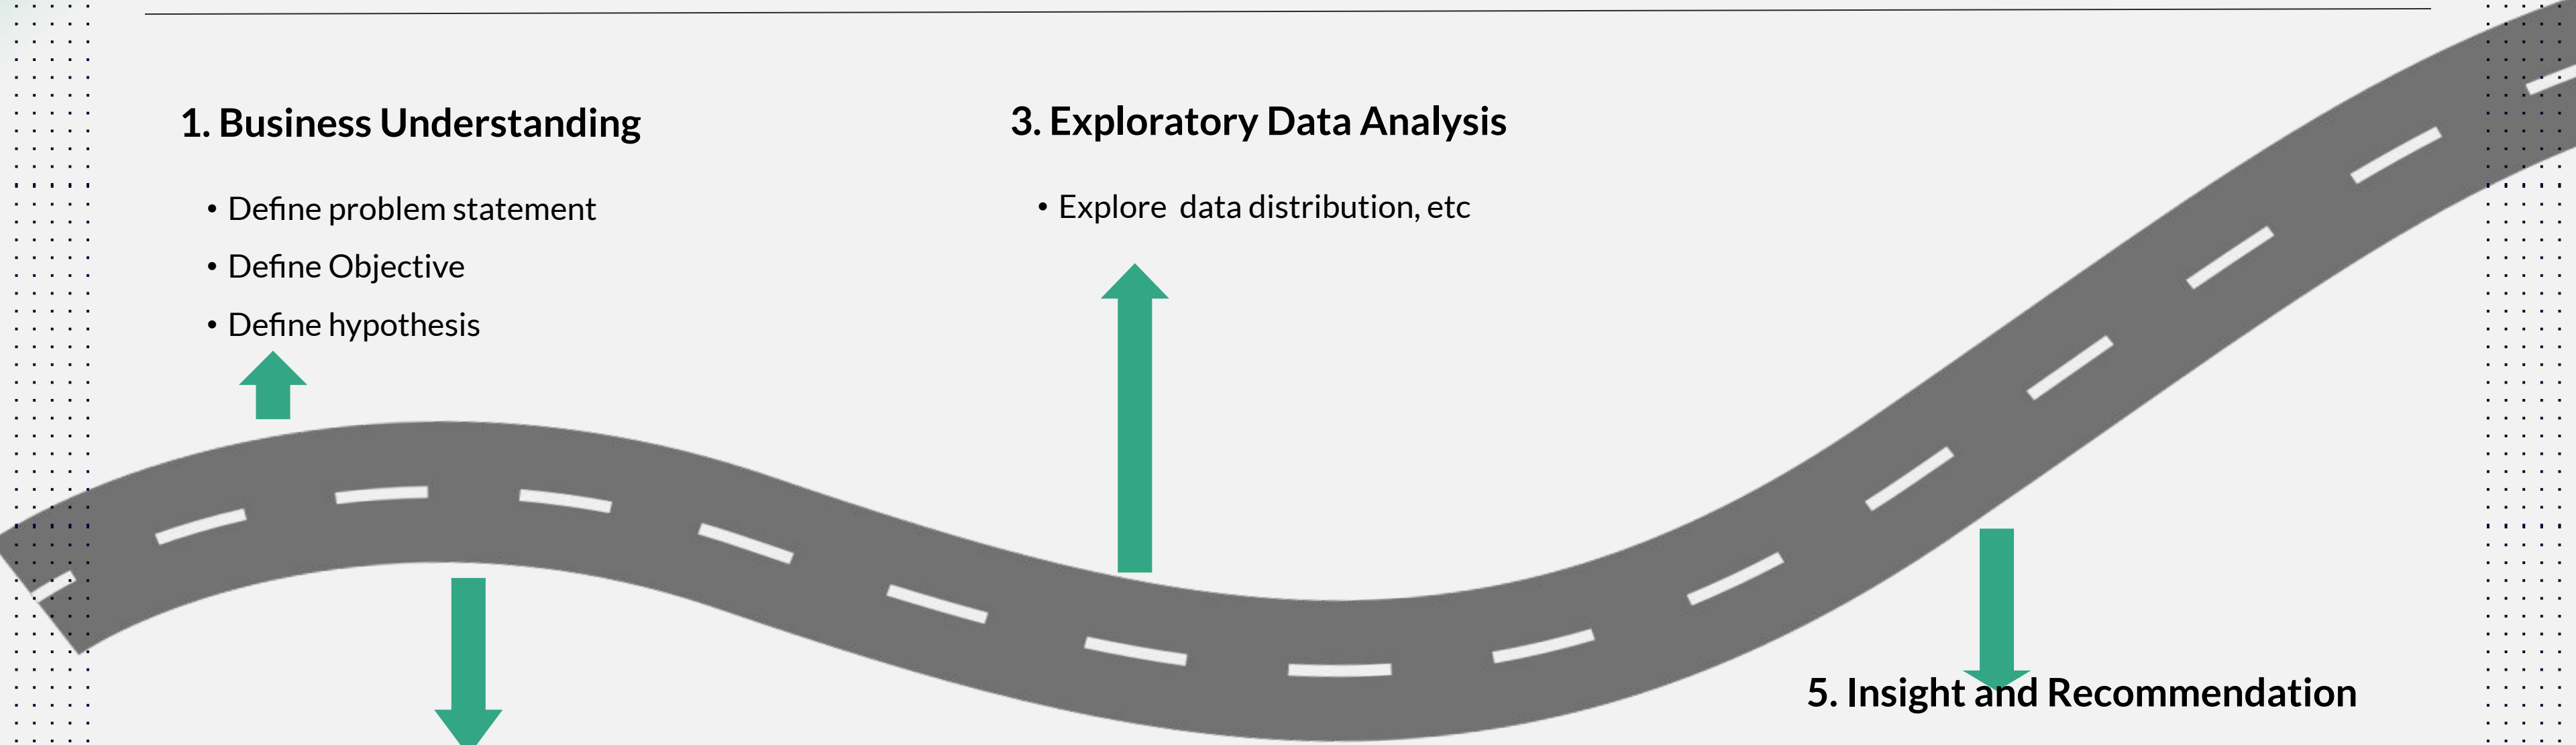 1. Business Understanding
• Define problem statement
• Define Objective
• Define hypothesis
3. Exploratory Data Analysis
• Explore  data distribution, etc
5. Insight and Recommendation